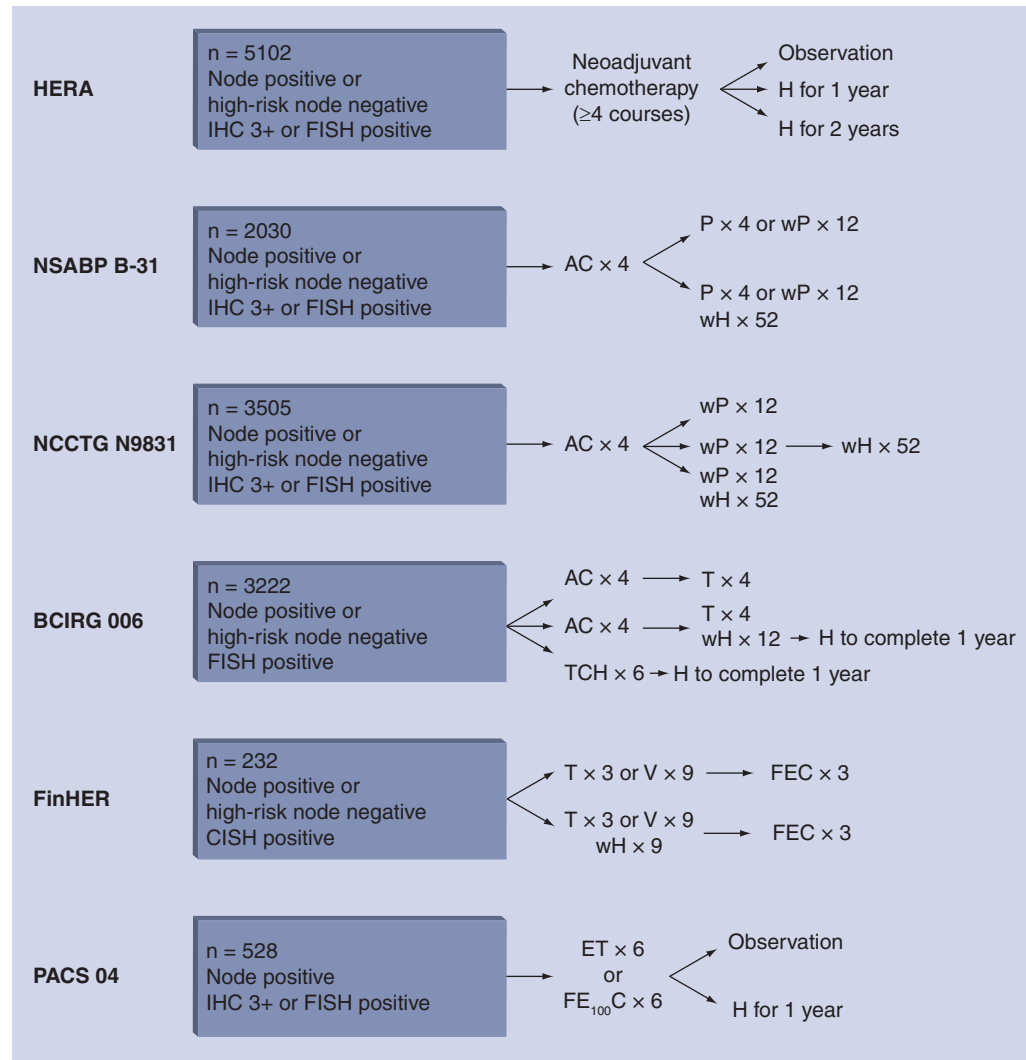 HERA
n = 5102
Node positive or
high-risk node negative
IHC 3+ or FISH positive
Neoadjuvant
chemotherapy
(≥4 courses)
Observation
H for 1 year
H for 2 years
NSABP B-31
n = 2030
Node positive or
high-risk node negative
IHC 3+ or FISH positive
AC × 4
P × 4 or wP × 12
P × 4 or wP × 12
wH × 52
NCCTG N9831
n = 3505
Node positive or
high-risk node negative
IHC 3+ or FISH positive
AC × 4
wP × 12
wP × 12
wH × 52
wP × 12
wH × 52
BCIRG 006
n = 3222
Node positive or
high-risk node negative
FISH positive
AC × 4
T × 4
AC × 4
T × 4
wH × 12
H to complete 1 year
TCH × 6
H to complete 1 year
FinHER
n = 232
Node positive or
high-risk node negative
CISH positive
T × 3 or V × 9
FEC × 3
T × 3 or V × 9
wH × 9
FEC × 3
PACS 04
n = 528
Node positive
IHC 3+ or FISH positive
ET × 6
or
FE₁₀₀C × 6
Observation
H for 1 year